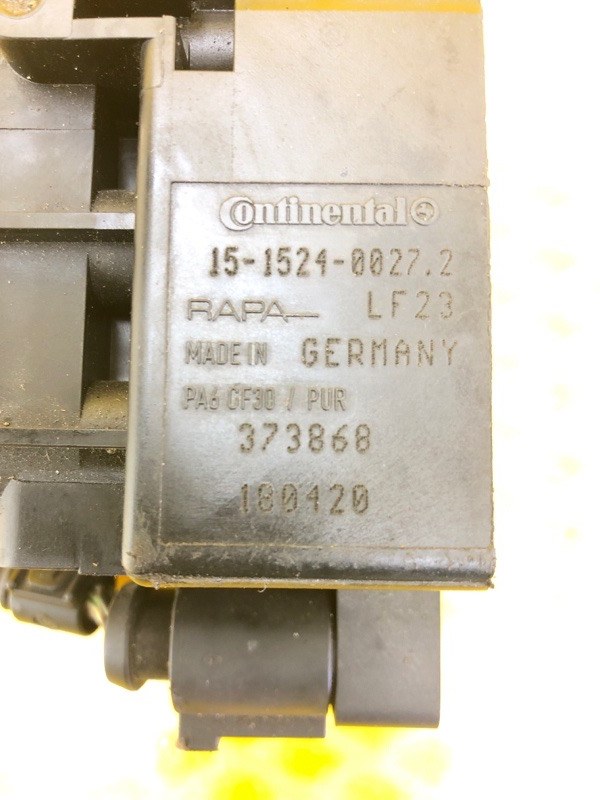 Continental
15-1524-0027.2
RAPA LF23
MADE IN GERMANY
PA6 GF30 / PUR
373868
180420